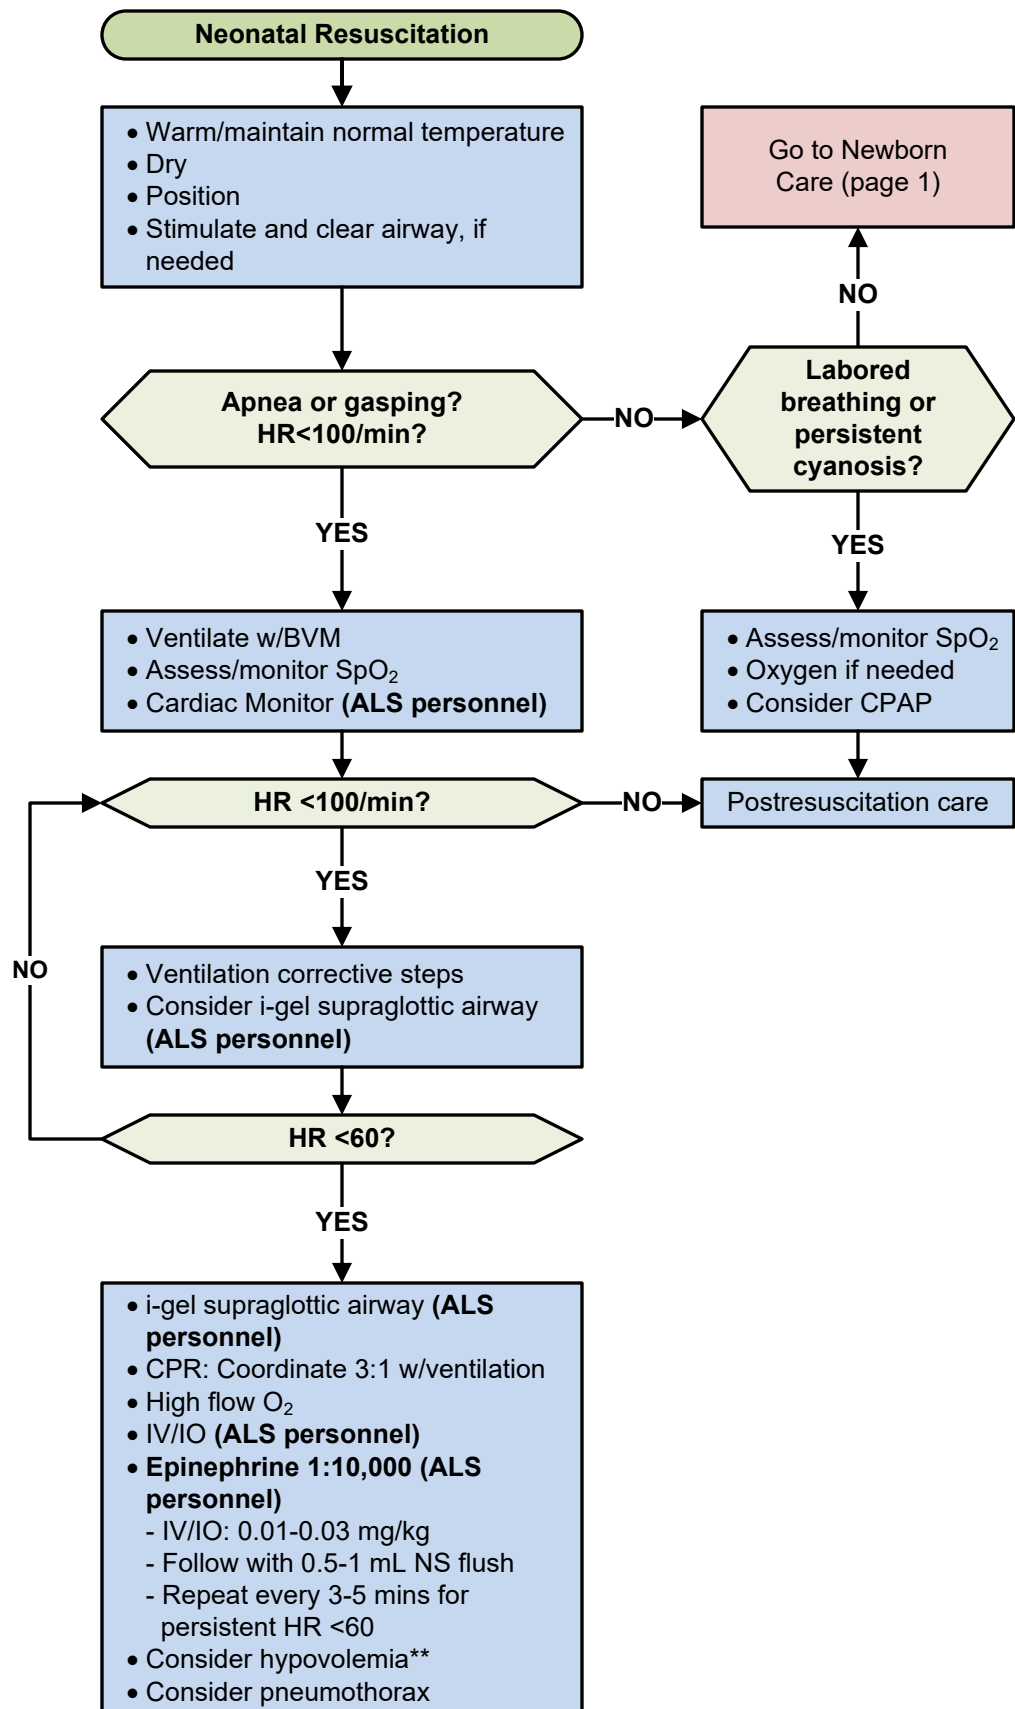 Neonatal Resuscitation
• Warm/maintain normal temperature
• Dry
• Position
• Stimulate and clear airway, if
needed
Go to Newborn
Care (page 1)
NO
Apnea or gasping?
HR<100/min?
NO
Labored
breathing or
persistent
cyanosis?
YES
YES
• Ventilate w/BVM
• Assess/monitor SpO₂
• Cardiac Monitor (ALS personnel)
• Assess/monitor SpO₂
• Oxygen if needed
• Consider CPAP
HR <100/min?
NO
Postresuscitation care
YES
NO
• Ventilation corrective steps
• Consider i-gel supraglottic airway
(ALS personnel)
HR <60?
YES
• i-gel supraglottic airway (ALS
personnel)
• CPR: Coordinate 3:1 w/ventilation
• High flow O₂
• IV/IO (ALS personnel)
• Epinephrine 1:10,000 (ALS
personnel)
- IV/IO: 0.01-0.03 mg/kg
- Follow with 0.5-1 mL NS flush
- Repeat every 3-5 mins for
persistent HR <60
• Consider hypovolemia**
• Consider pneumothorax